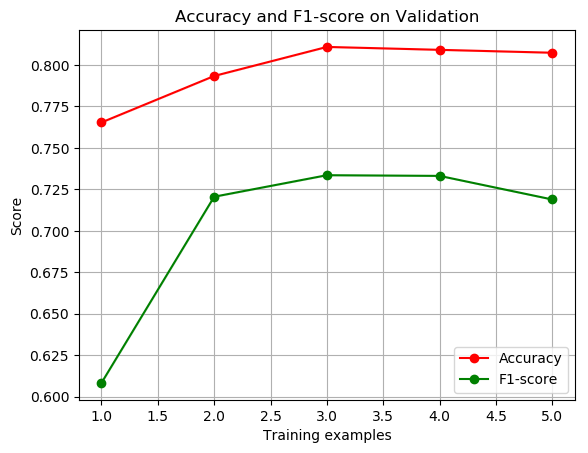 Accuracy and F1-score on Validation
Score
0.800
0.775
0.750
0.725
0.700
0.675
0.650
0.625
0.600
1.0 1.5 2.0 2.5 3.0 3.5 4.0 4.5 5.0
Training examples
Accuracy
F1-score